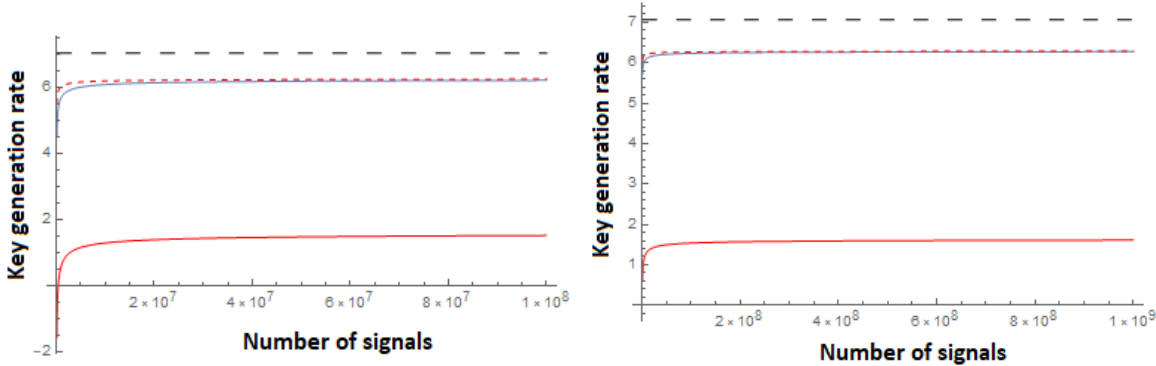 Key generation rate
6
4
2
−2
2 × 10⁷
4 × 10⁷
6 × 10⁷
8 × 10⁷
1 × 10⁸
Number of signals
Key generation rate
7
6
5
4
3
2
1
2 × 10⁸
4 × 10⁸
6 × 10⁸
8 × 10⁸
1 × 10⁹
Number of signals